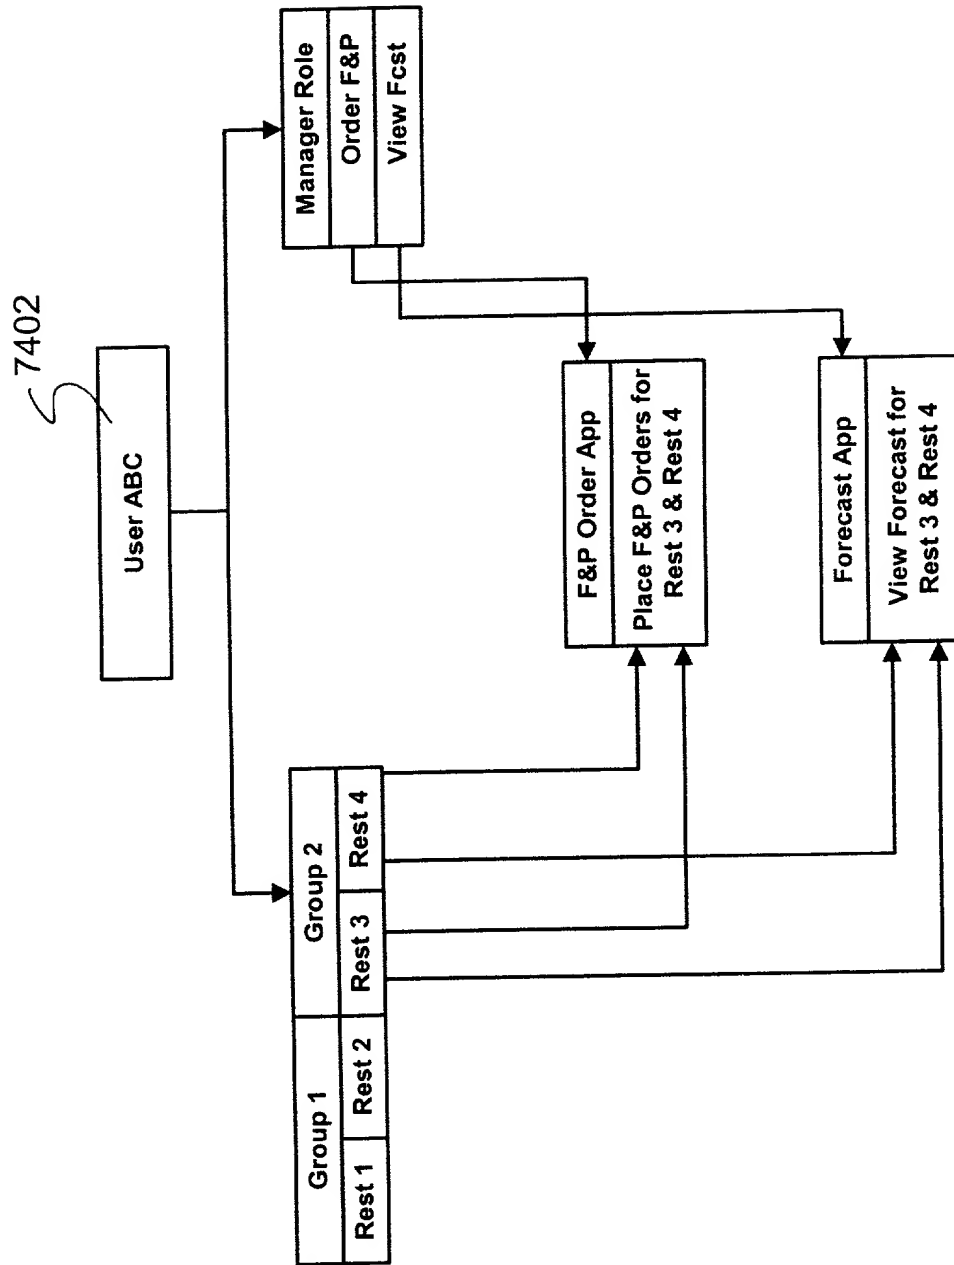 7402
User ABC
Group 1
Group 2
Rest 1
Rest 2
Rest 3
Rest 4
Manager Role
Order F&P
View Fcst
F&P Order App
Place F&P Orders for
Rest 3 & Rest 4
Forecast App
View Forecast for
Rest 3 & Rest 4